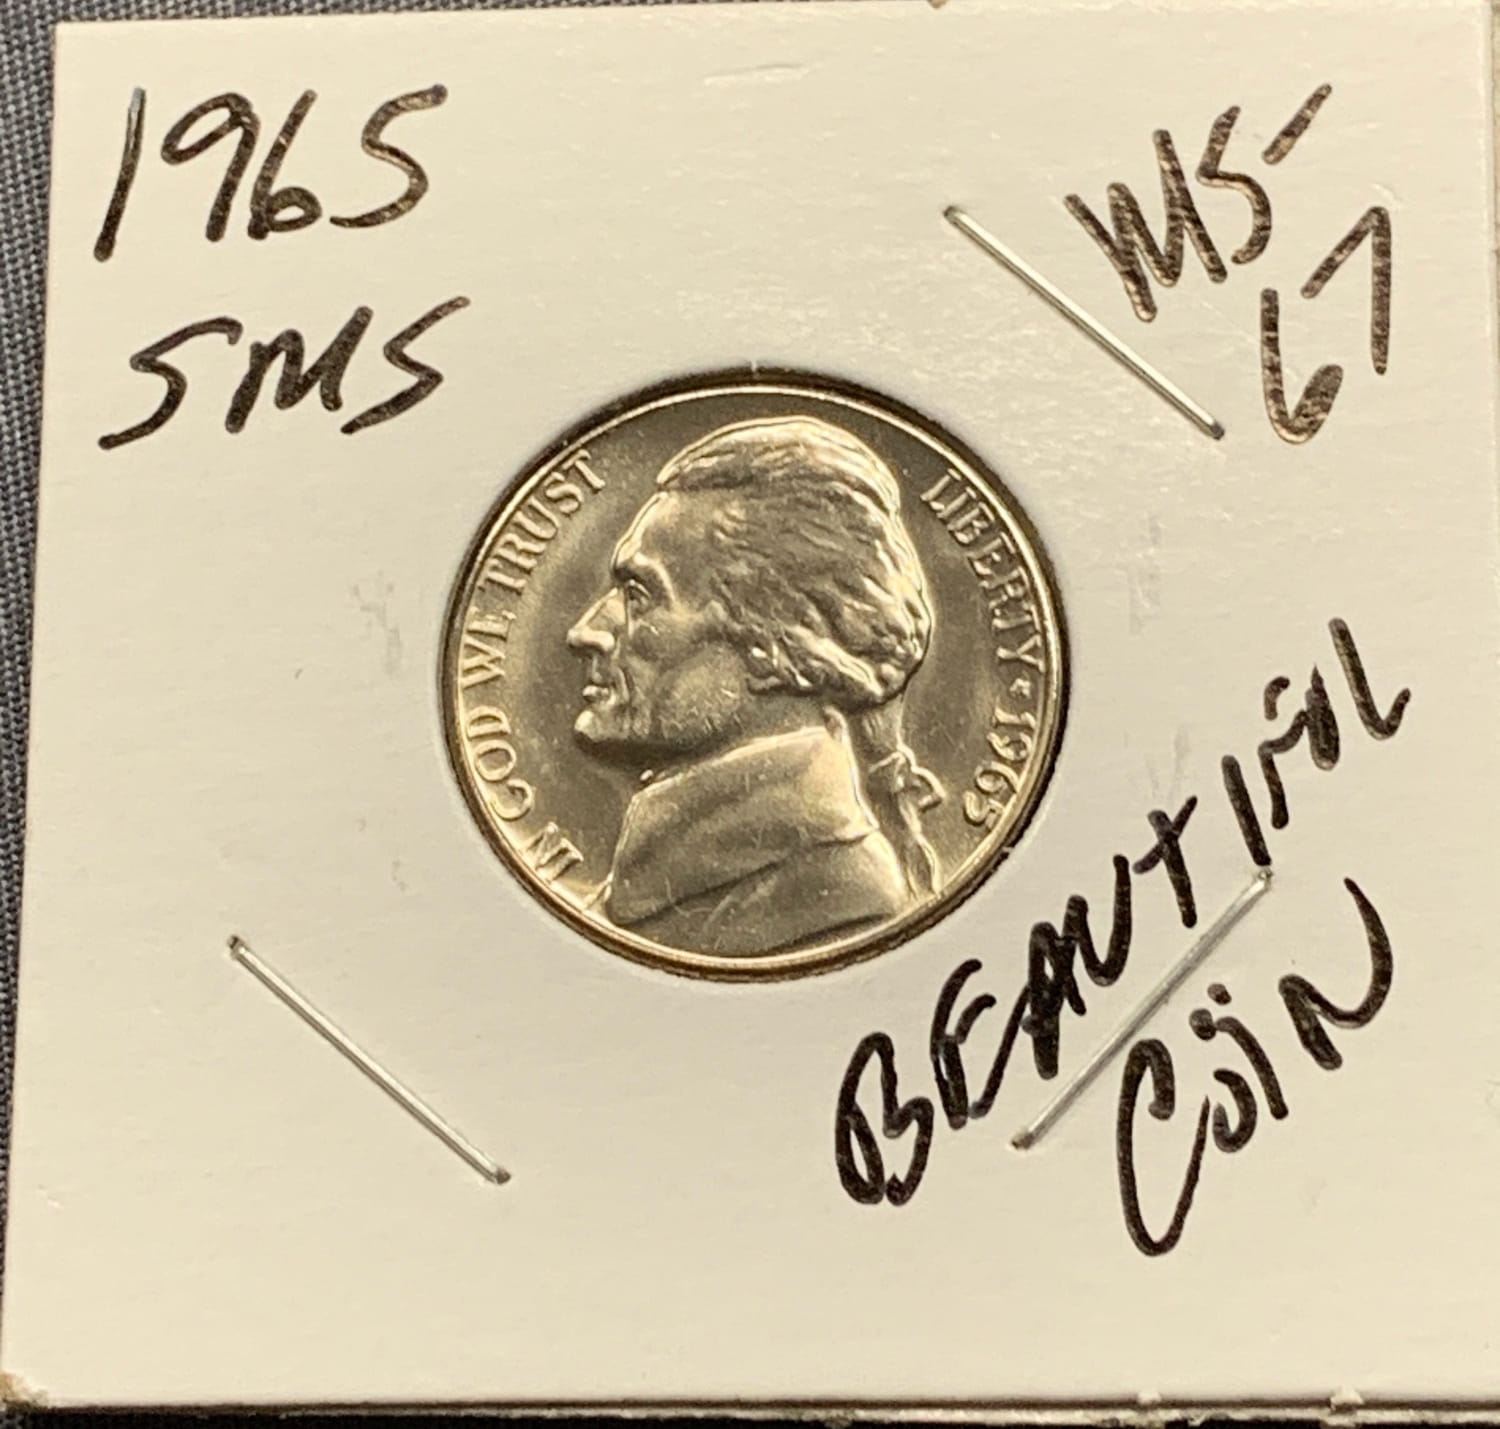 1965
SMS
MS-
67
IN GOD WE TRUST
LIBERTY • 1965
BEAUTIFUL
COIN